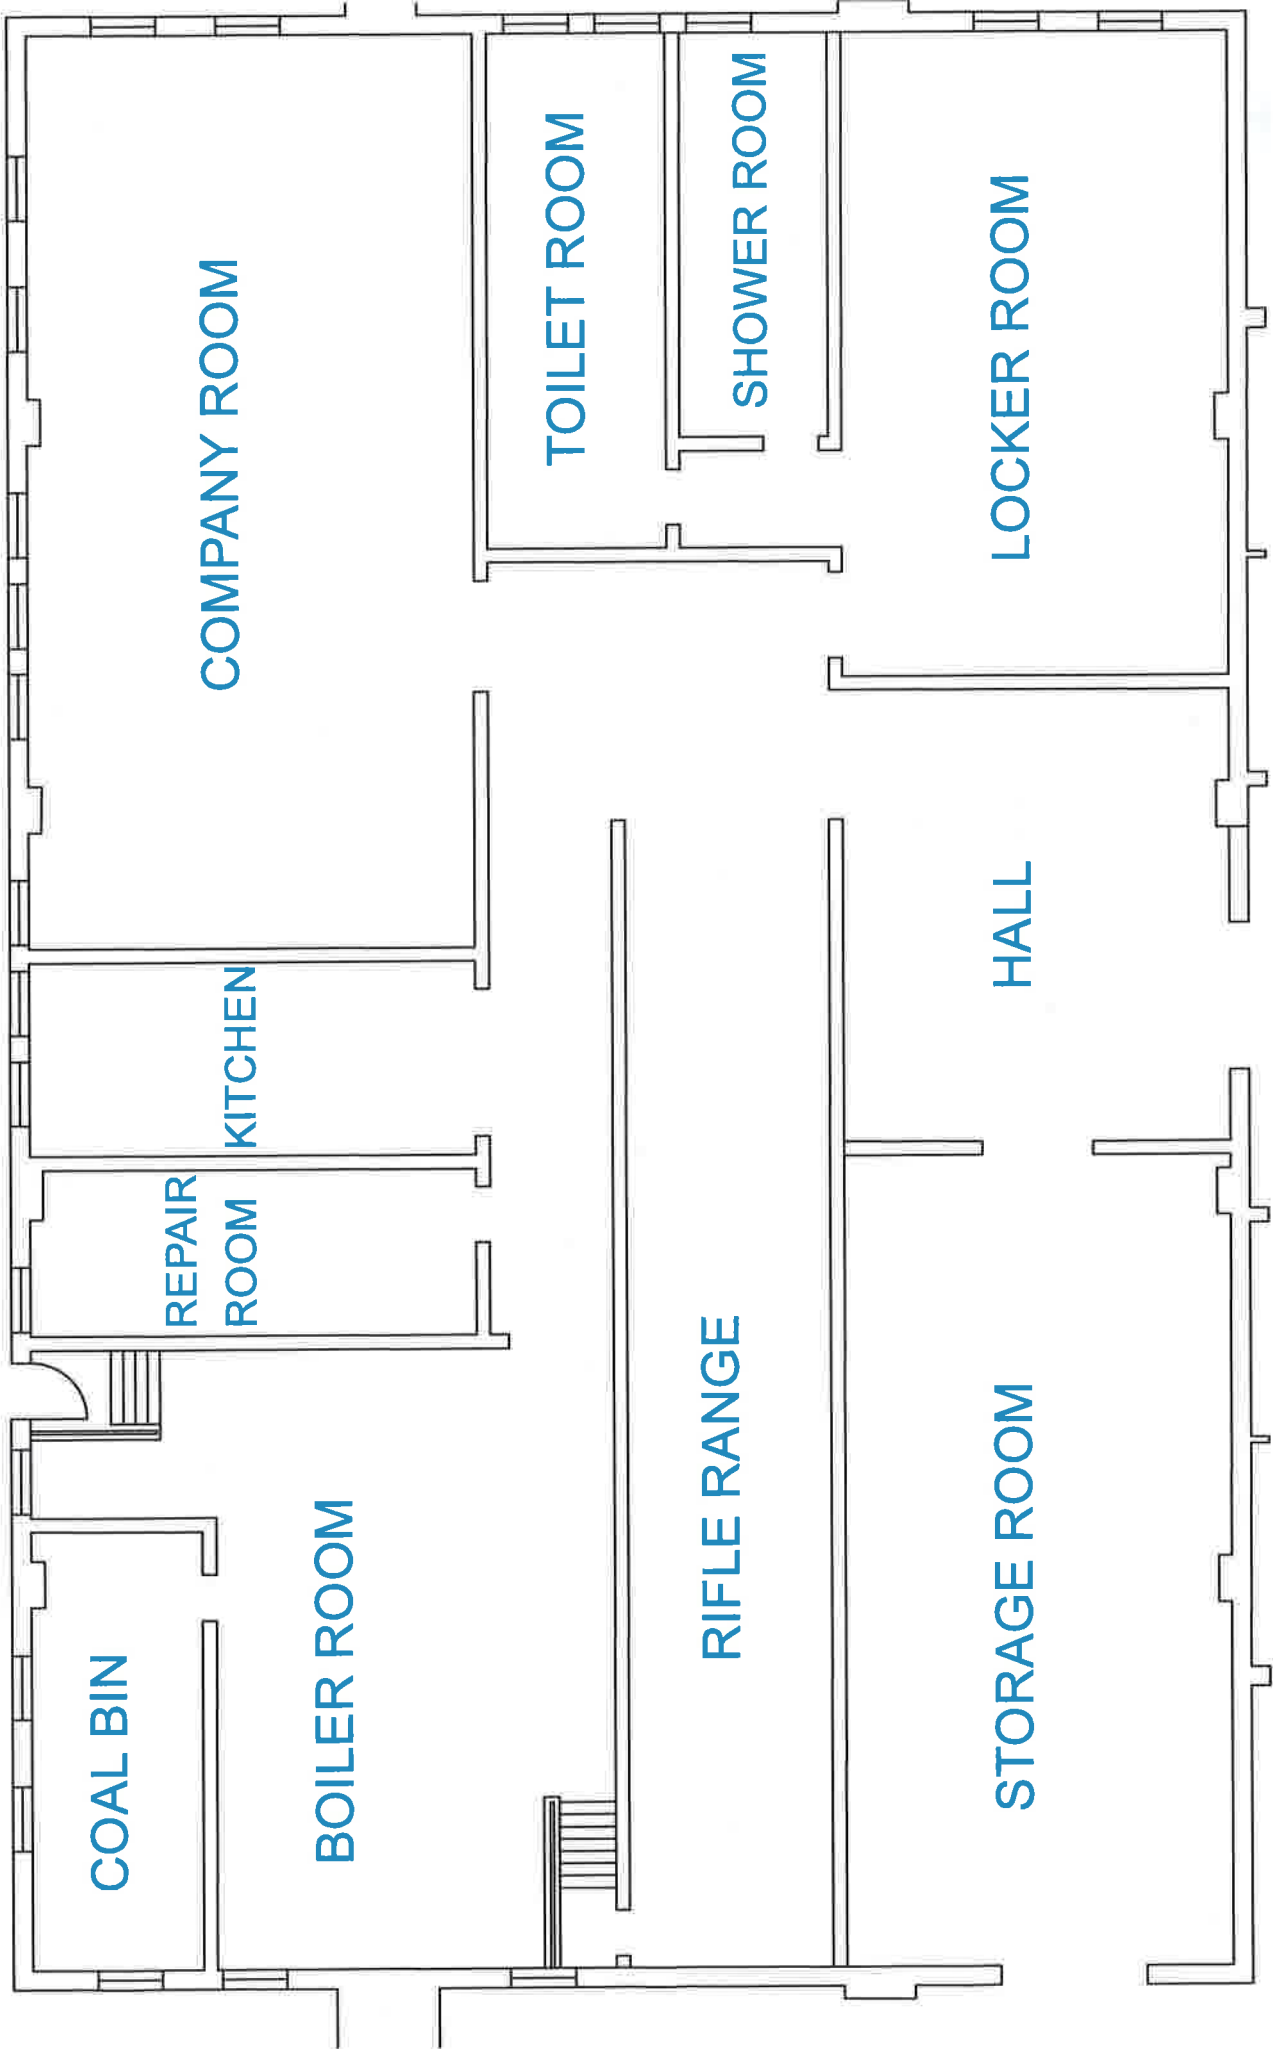 COAL BIN
REPAIR
ROOM
KITCHEN
COMPANY ROOM
BOILER ROOM
TOILET ROOM
RIFLE RANGE
SHOWER ROOM
STORAGE ROOM
HALL
LOCKER ROOM